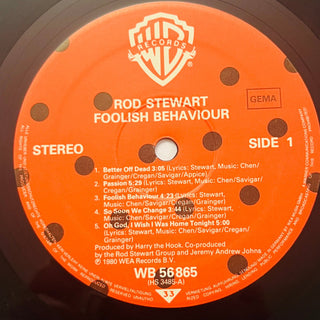 WB
RECORDS
ROD STEWART
FOOLISH BEHAVIOUR
GEMA
STEREO
SIDE 1
1. Better Off Dead 3:05 (Lyrics: Stewart, Music: Chen/
Grainger/Cregan/Savigar/Appice)
2. Passion 5:29 (Lyrics: Stewart, Music: Chen/
Grainger/Cregan/Savigar)
3. Foolish Behaviour 4:23 (Lyrics: Stewart, Music:
Chen/Grainger/Cregan/Savigar)
4. So Soon We Change 3:44 (Lyrics: Stewart, Music:
Chen/Grainger/Cregan/Savigar)
5. Oh God, I Wish I Was Home Tonight 5:00
(Lyrics: Stewart, Music: Chen/Grainger/Cregan/Savigar)
Produced by Harry the Hook. Co-produced
by the Rod Stewart Group and Jeremy Andrew Johns.
℗ 1980 WEA Records B.V.
WB 56 865
(HS 3485-A)
33